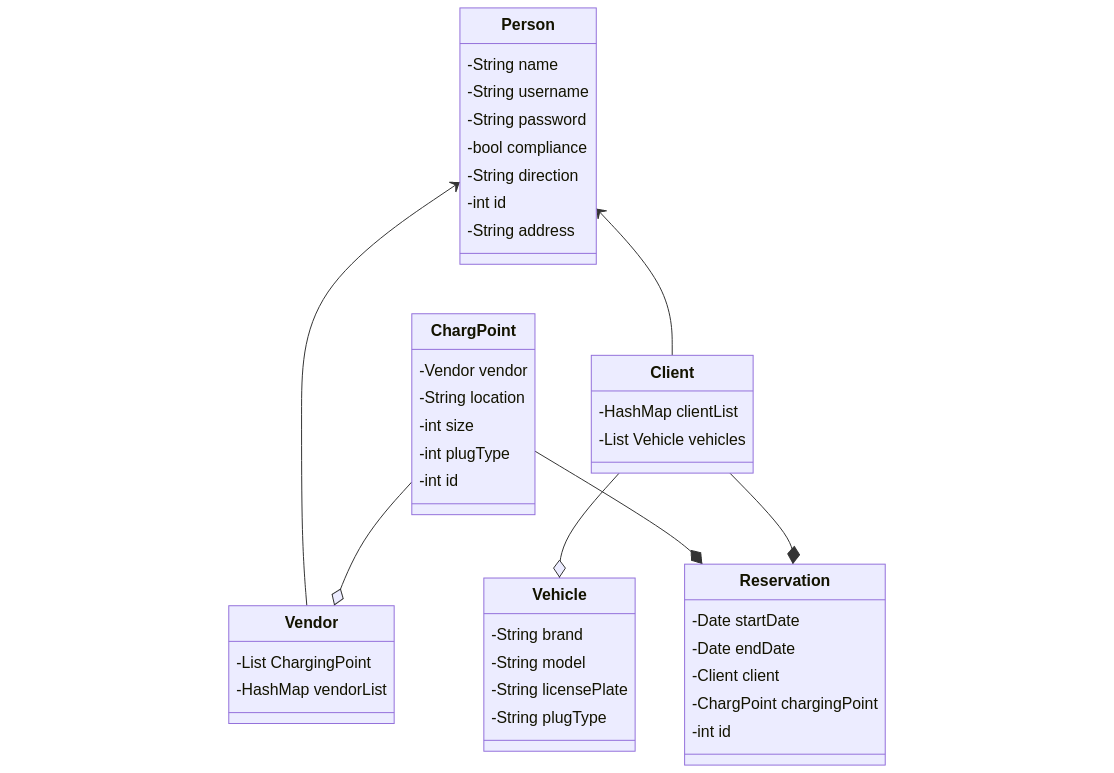 Person
-String name
-String username
-String password
-bool compliance
-String direction
-int id
-String address
ChargPoint
-Vendor vendor
-String location
-int size
-int plugType
-int id
Client
-HashMap clientList
-List Vehicle vehicles
Vendor
-List ChargingPoint
-HashMap vendorList
Vehicle
-String brand
-String model
-String licensePlate
-String plugType
Reservation
-Date startDate
-Date endDate
-Client client
-ChargPoint chargingPoint
-int id